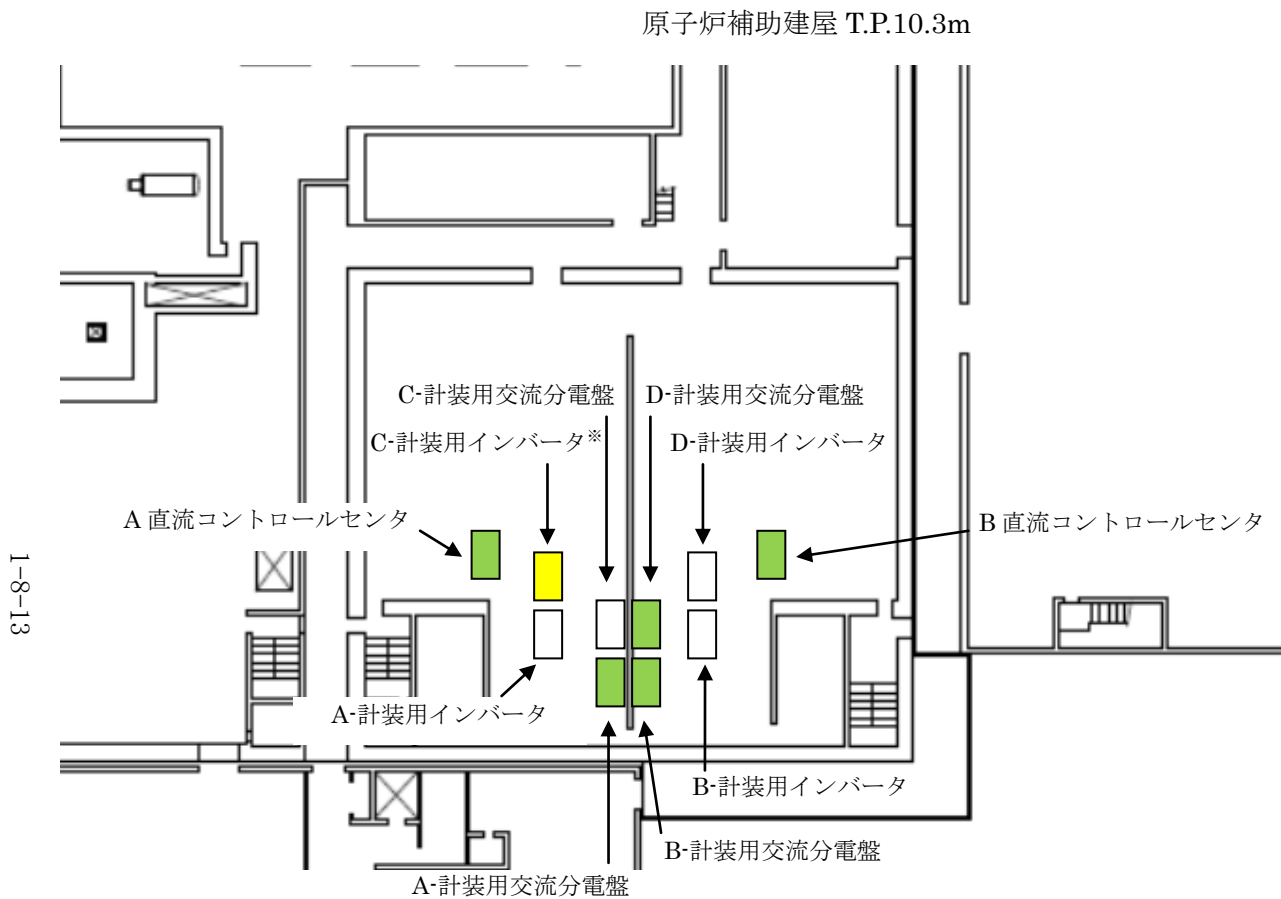 原子炉補助建屋 T.P.10.3m
C-計装用交流分電盤
D-計装用交流分電盤
C-計装用インバータ※
D-計装用インバータ
A 直流コントロールセンタ
B 直流コントロールセンタ
1-8-13
A-計装用インバータ
B-計装用インバータ
B-計装用交流分電盤
A-計装用交流分電盤